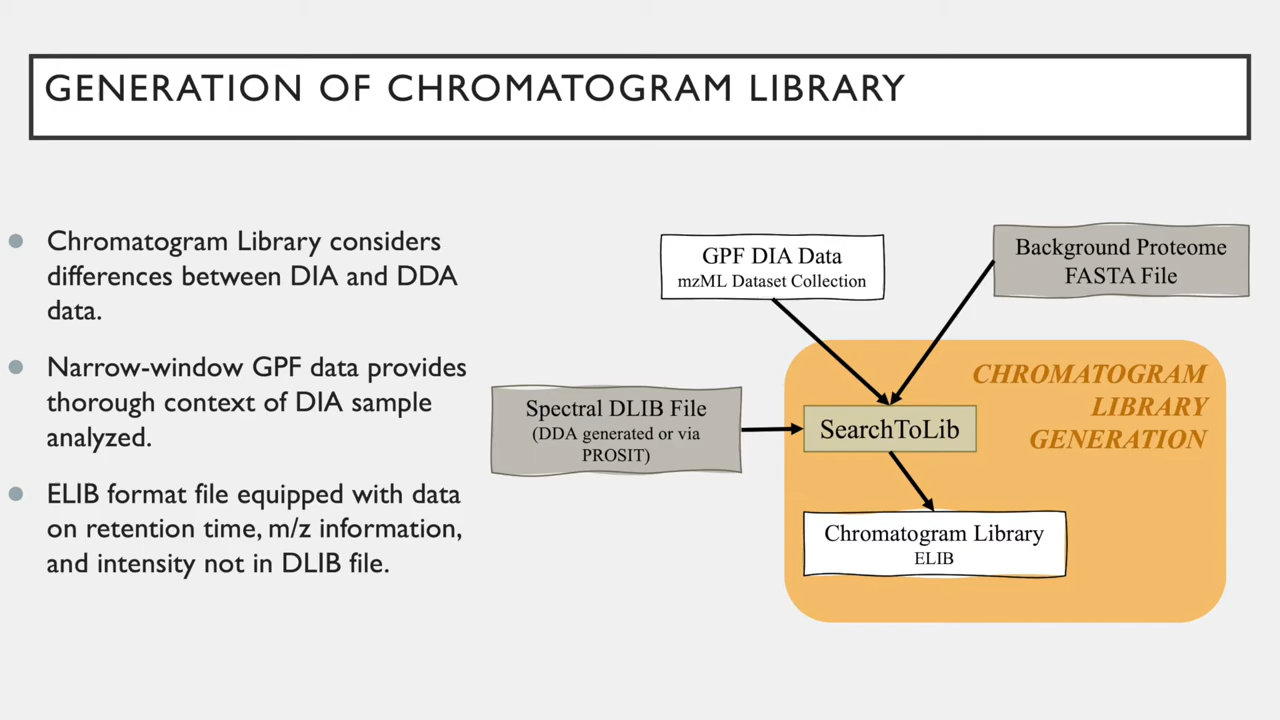 GENERATION OF CHROMATOGRAM LIBRARY
Chromatogram Library considers
differences between DIA and DDA
data.
Narrow-window GPF data provides
thorough context of DIA sample
analyzed.
ELIB format file equipped with data
on retention time, m/z information,
and intensity not in DLIB file.
GPF DIA Data
mzML Dataset Collection
Background Proteome
FASTA File
Spectral DLIB File
(DDA generated or via
PROSIT)
CHROMATOGRAM
LIBRARY
GENERATION
SearchToLib
Chromatogram Library
ELIB